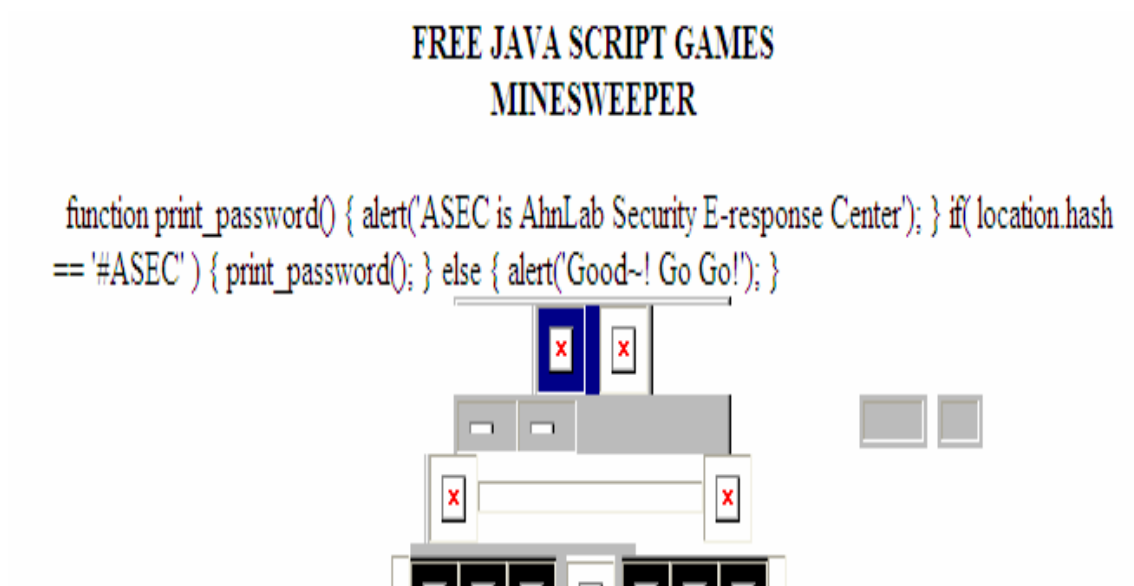 FREE JAVA SCRIPT GAMES
MINESWEEPER
function print_password() { alert('ASEC is AhnLab Security E-response Center'); } if( location.hash
== '#ASEC' ) { print_password(); } else { alert('Good~! Go Go!'); }